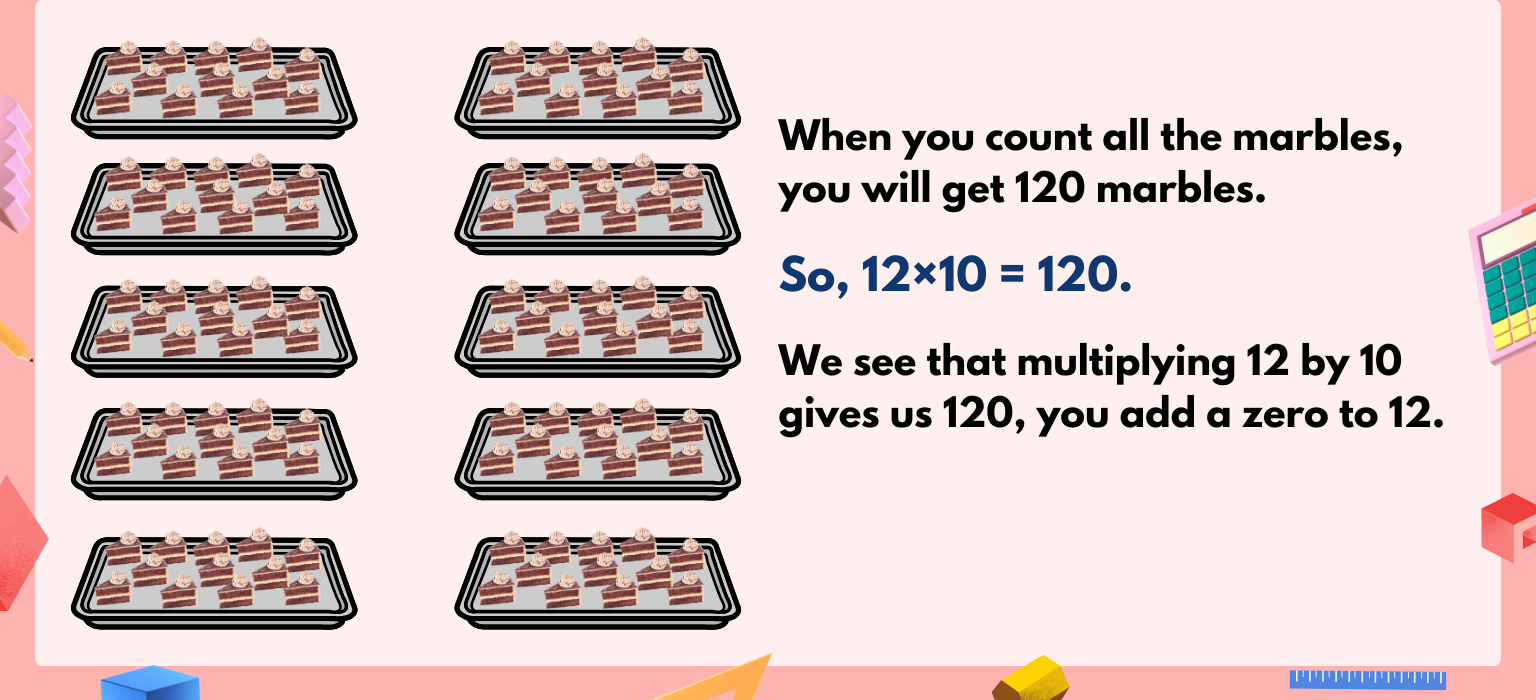 When you count all the marbles,
you will get 120 marbles.
So, 12×10 = 120.
We see that multiplying 12 by 10
gives us 120, you add a zero to 12.